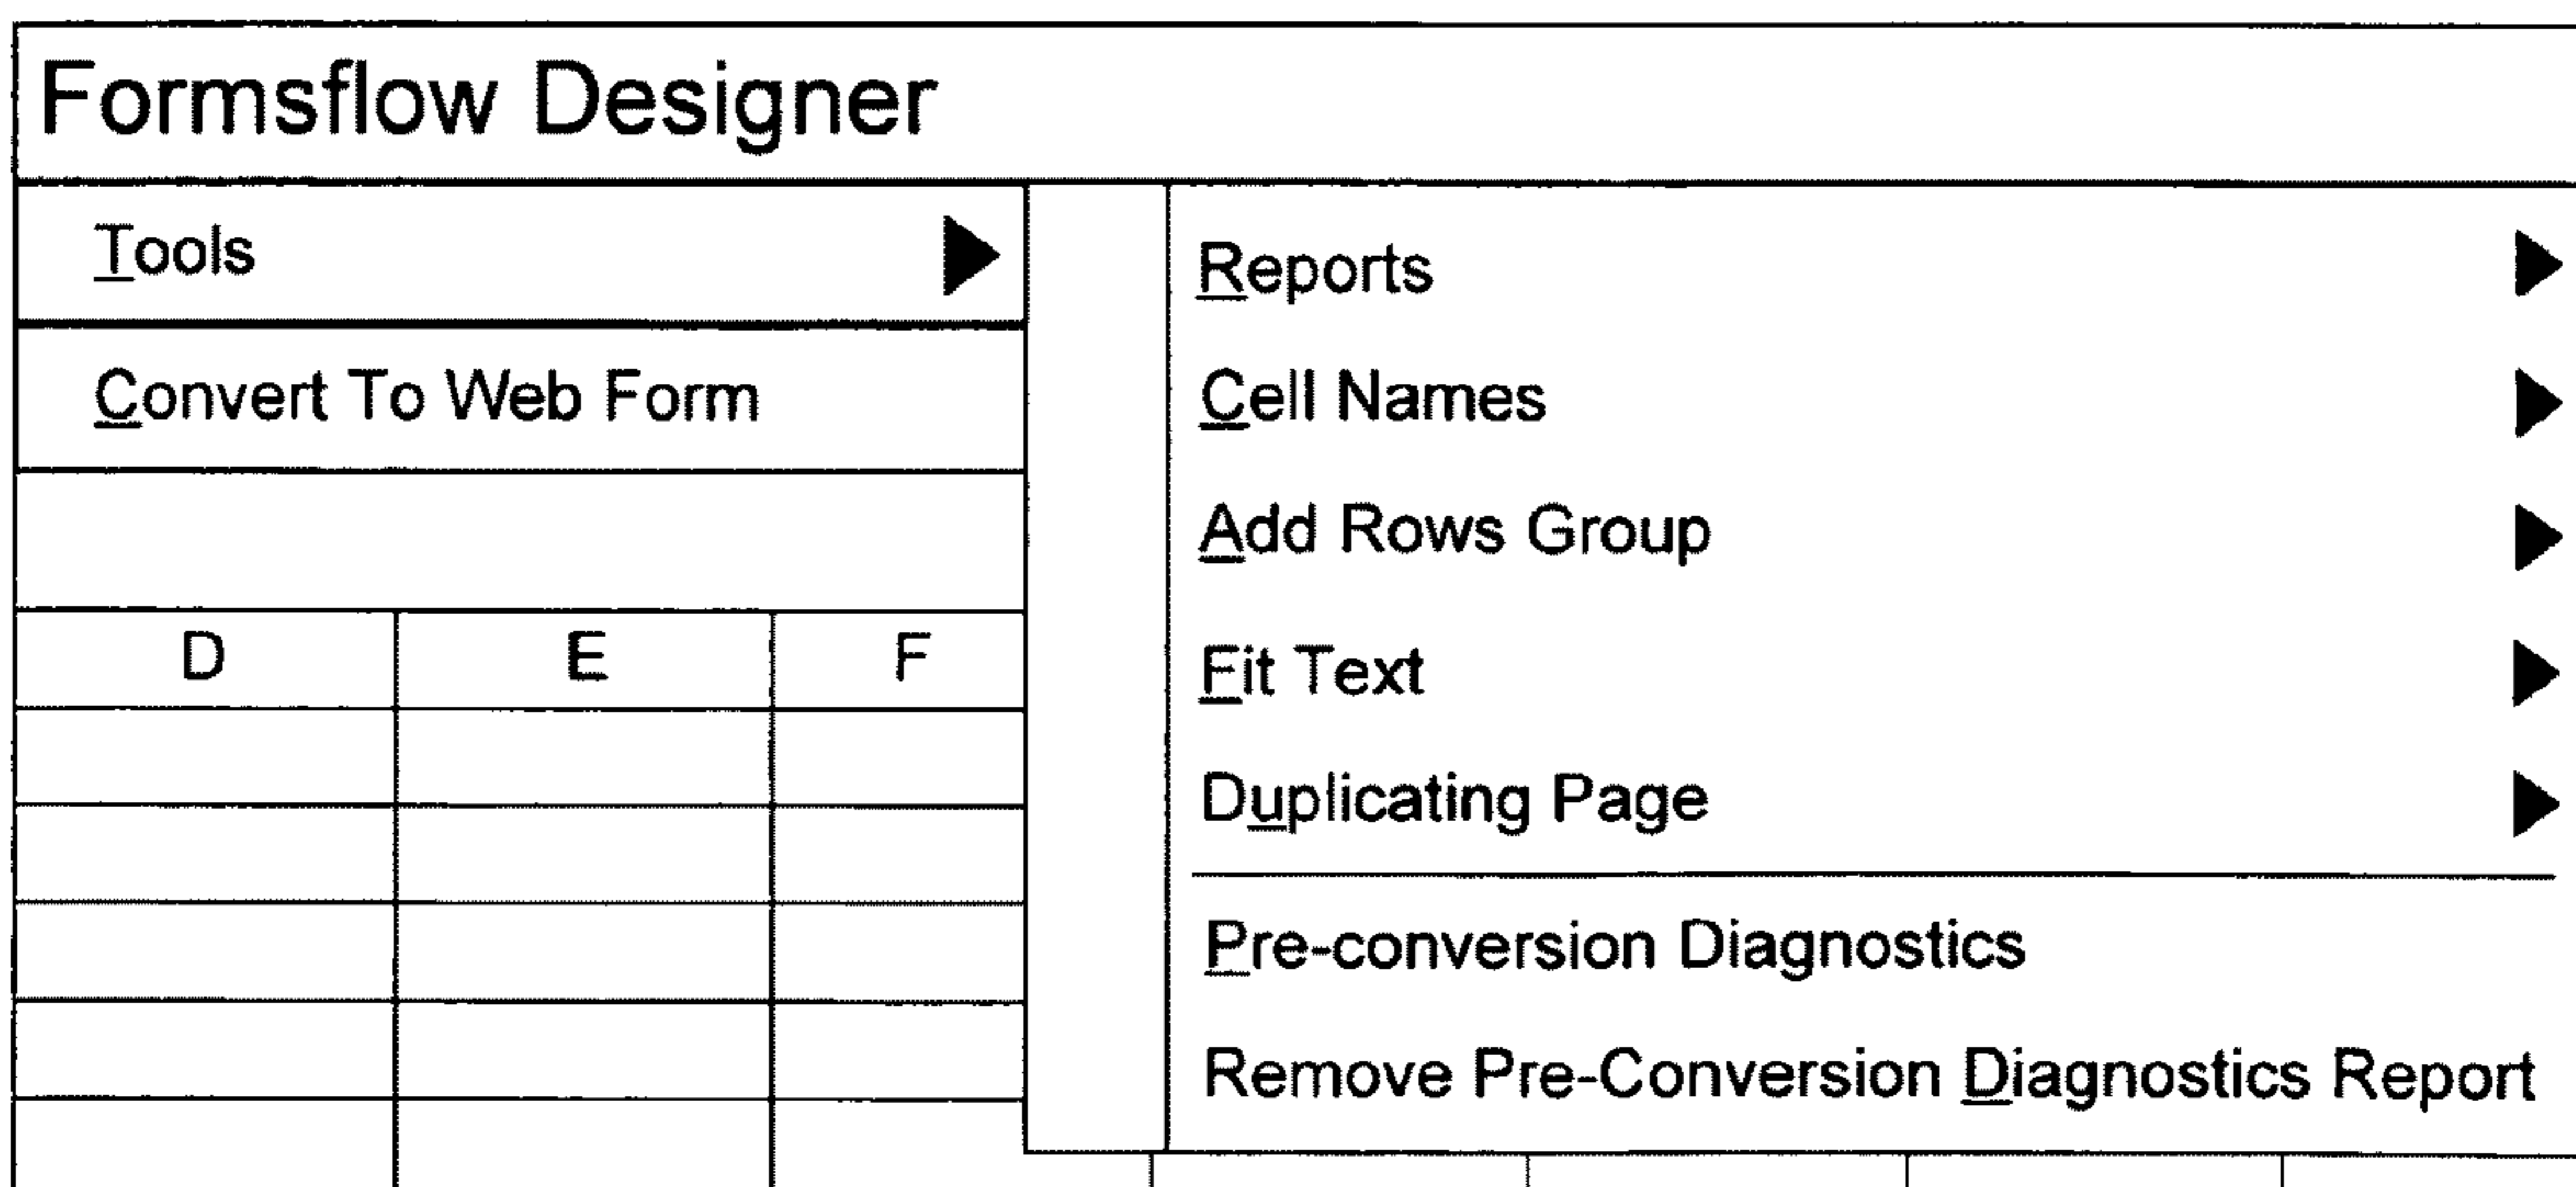 Formsflow Designer
Tools
Convert To Web Form
D E F
Reports
Cell Names
Add Rows Group
Fit Text
Duplicating Page
Pre-conversion Diagnostics
Remove Pre-Conversion Diagnostics Report